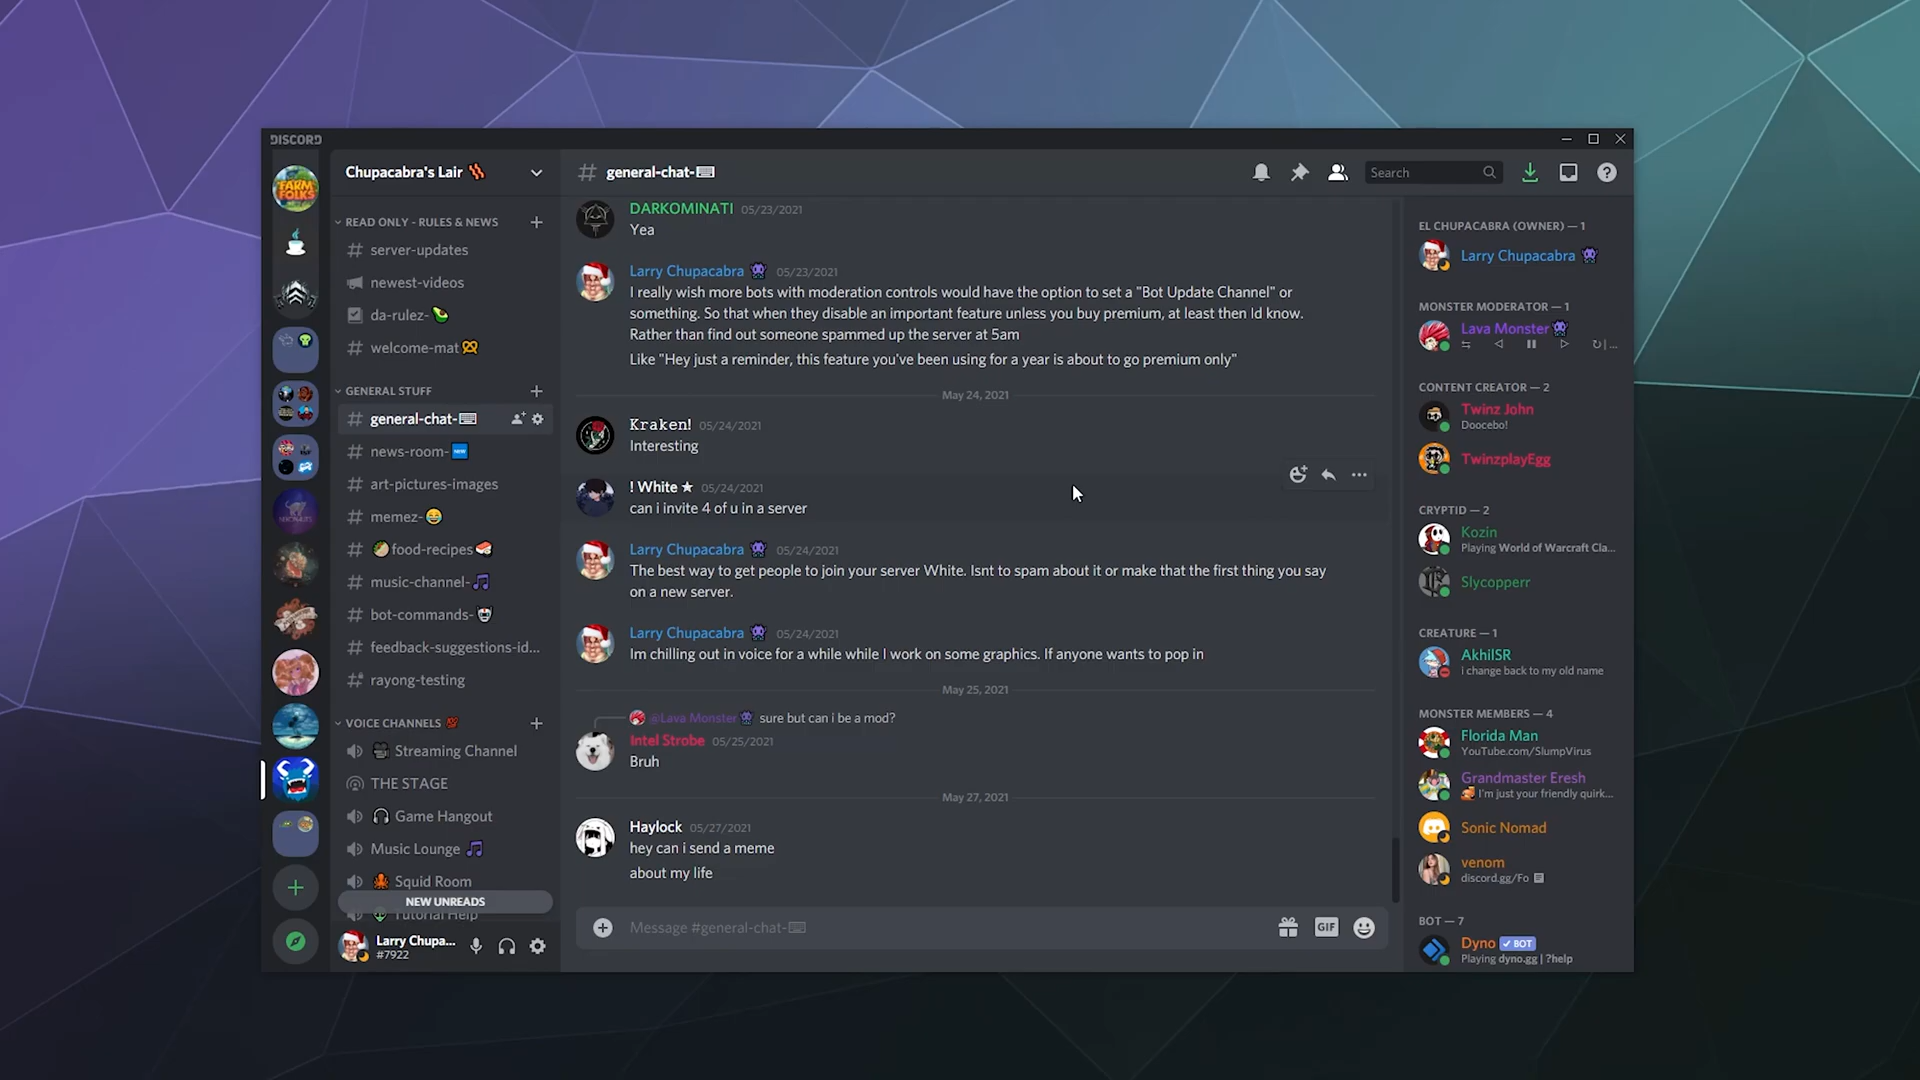 DISCORD
Chupacabra's Lair
general-chat-
Search
READ ONLY - RULES & NEWS
server-updates
newest-videos
da-rulez-
welcome-mat
GENERAL STUFF
general-chat-
news-room-
art-pictures-images
memez-
food-recipes
music-channel-
bot-commands-
feedback-suggestions-id...
rayong-testing
VOICE CHANNELS
Streaming Channel
THE STAGE
Game Hangout
Music Lounge
Squid Room
NEW UNREADS
Tutorial Help
Larry Chupa...
#7922
FARM
FOLKS
DARKOMINATI 05/23/2021
Yea
Larry Chupacabra 05/23/2021
I really wish more bots with moderation controls would have the option to set a "Bot Update Channel" or
something. So that when they disable an important feature unless you buy premium, at least then Id know.
Rather than find out someone spammed up the server at 5am
Like "Hey just a reminder, this feature you've been using for a year is about to go premium only"
May 24, 2021
Kraken! 05/24/2021
Interesting
! White ★ 05/24/2021
can i invite 4 of u in a server
Larry Chupacabra 05/24/2021
The best way to get people to join your server White. Isnt to spam about it or make that the first thing you say
on a new server.
Larry Chupacabra 05/24/2021
Im chilling out in voice for a while while I work on some graphics. If anyone wants to pop in
May 25, 2021
@Lava Monster sure but can i be a mod?
Intel Strobe 05/25/2021
Bruh
May 27, 2021
Haylock 05/27/2021
hey can i send a meme
about my life
Message #general-chat-
GIF
EL CHUPACABRA (OWNER) — 1
Larry Chupacabra
MONSTER MODERATOR — 1
Lava Monster
CONTENT CREATOR — 2
Twinz John
Doocebo!
TwinzplayEgg
CRYPTID — 2
Kozin
Playing World of Warcraft Cla...
Slycopperr
CREATURE — 1
AkhilSR
i change back to my old name
MONSTER MEMBERS — 4
Florida Man
YouTube.com/SlumpVirus
Grandmaster Eresh
I'm just your friendly quirk...
Sonic Nomad
venom
discord.gg/Fo
BOT — 7
Dyno ✓ BOT
Playing dyno.gg | ?help